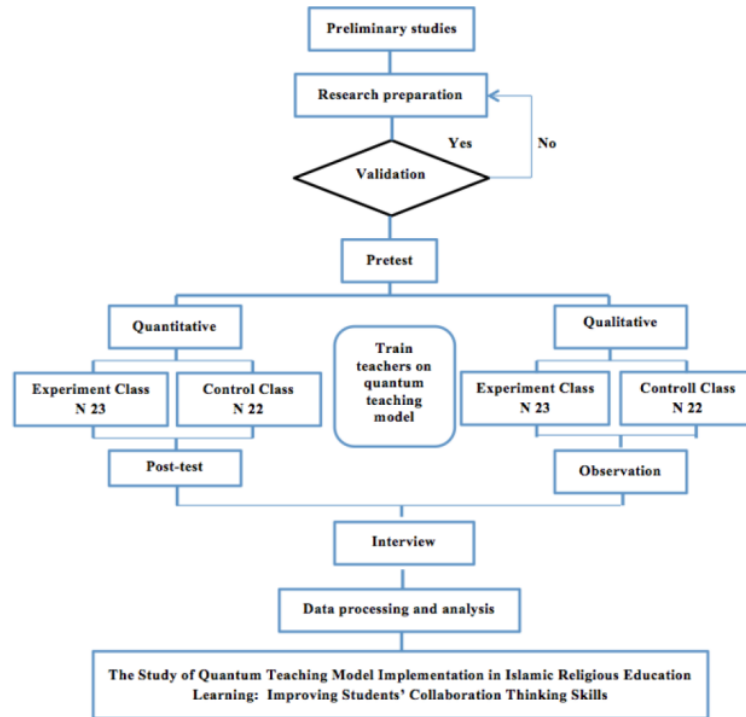 Preliminary studies
Research preparation
Yes
No
Validation
Pretest
Quantitative
Qualitative
Train
teachers on
quantum
teaching
model
Experiment Class
N 23
Control Class
N 22
Experiment Class
N 23
Controll Class
N 22
Post-test
Observation
Interview
Data processing and analysis
The Study of Quantum Teaching Model Implementation in Islamic Religious Education
Learning: Improving Students' Collaboration Thinking Skills